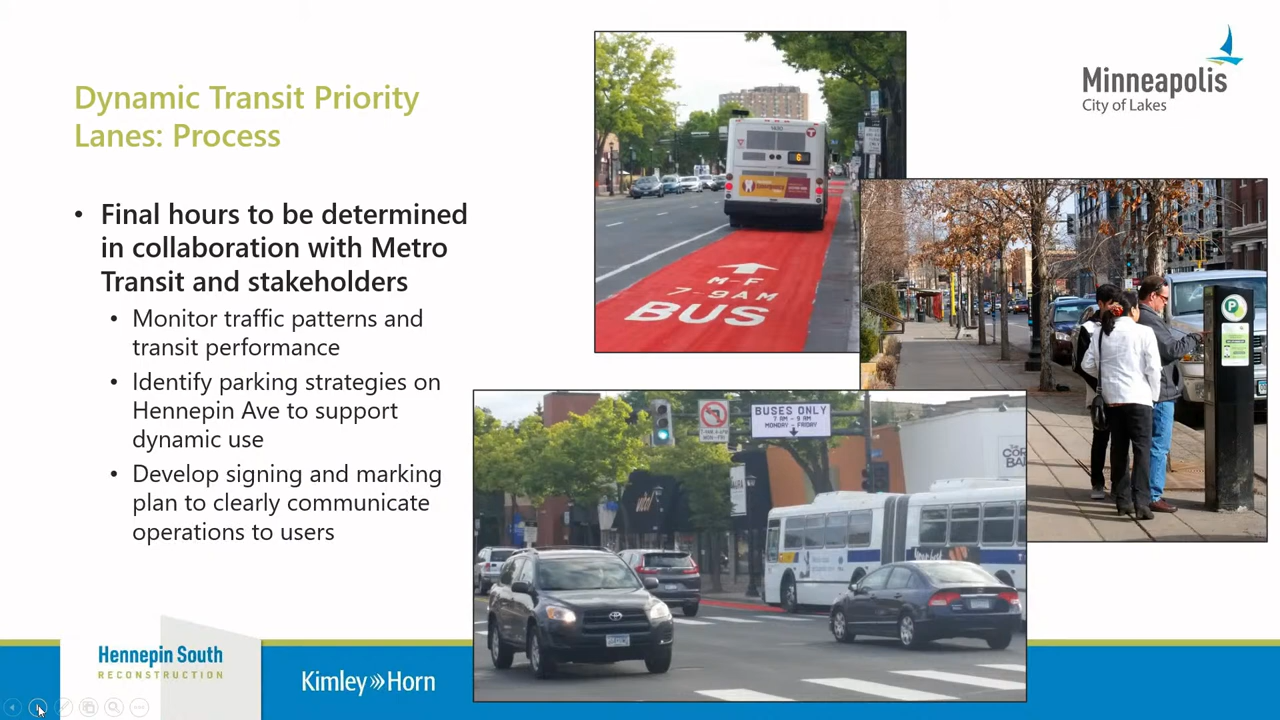 Dynamic Transit Priority
Lanes: Process
• Final hours to be determined
in collaboration with Metro
Transit and stakeholders
• Monitor traffic patterns and
transit performance
• Identify parking strategies on
Hennepin Ave to support
dynamic use
• Develop signing and marking
plan to clearly communicate
operations to users
Minneapolis
City of Lakes
1430
6
M-F
7-9AM
BUS
P
BUSES ONLY
7 AM - 9 AM
MONDAY - FRIDAY
THE
Hennepin South
RECONSTRUCTION
Kimley»Horn